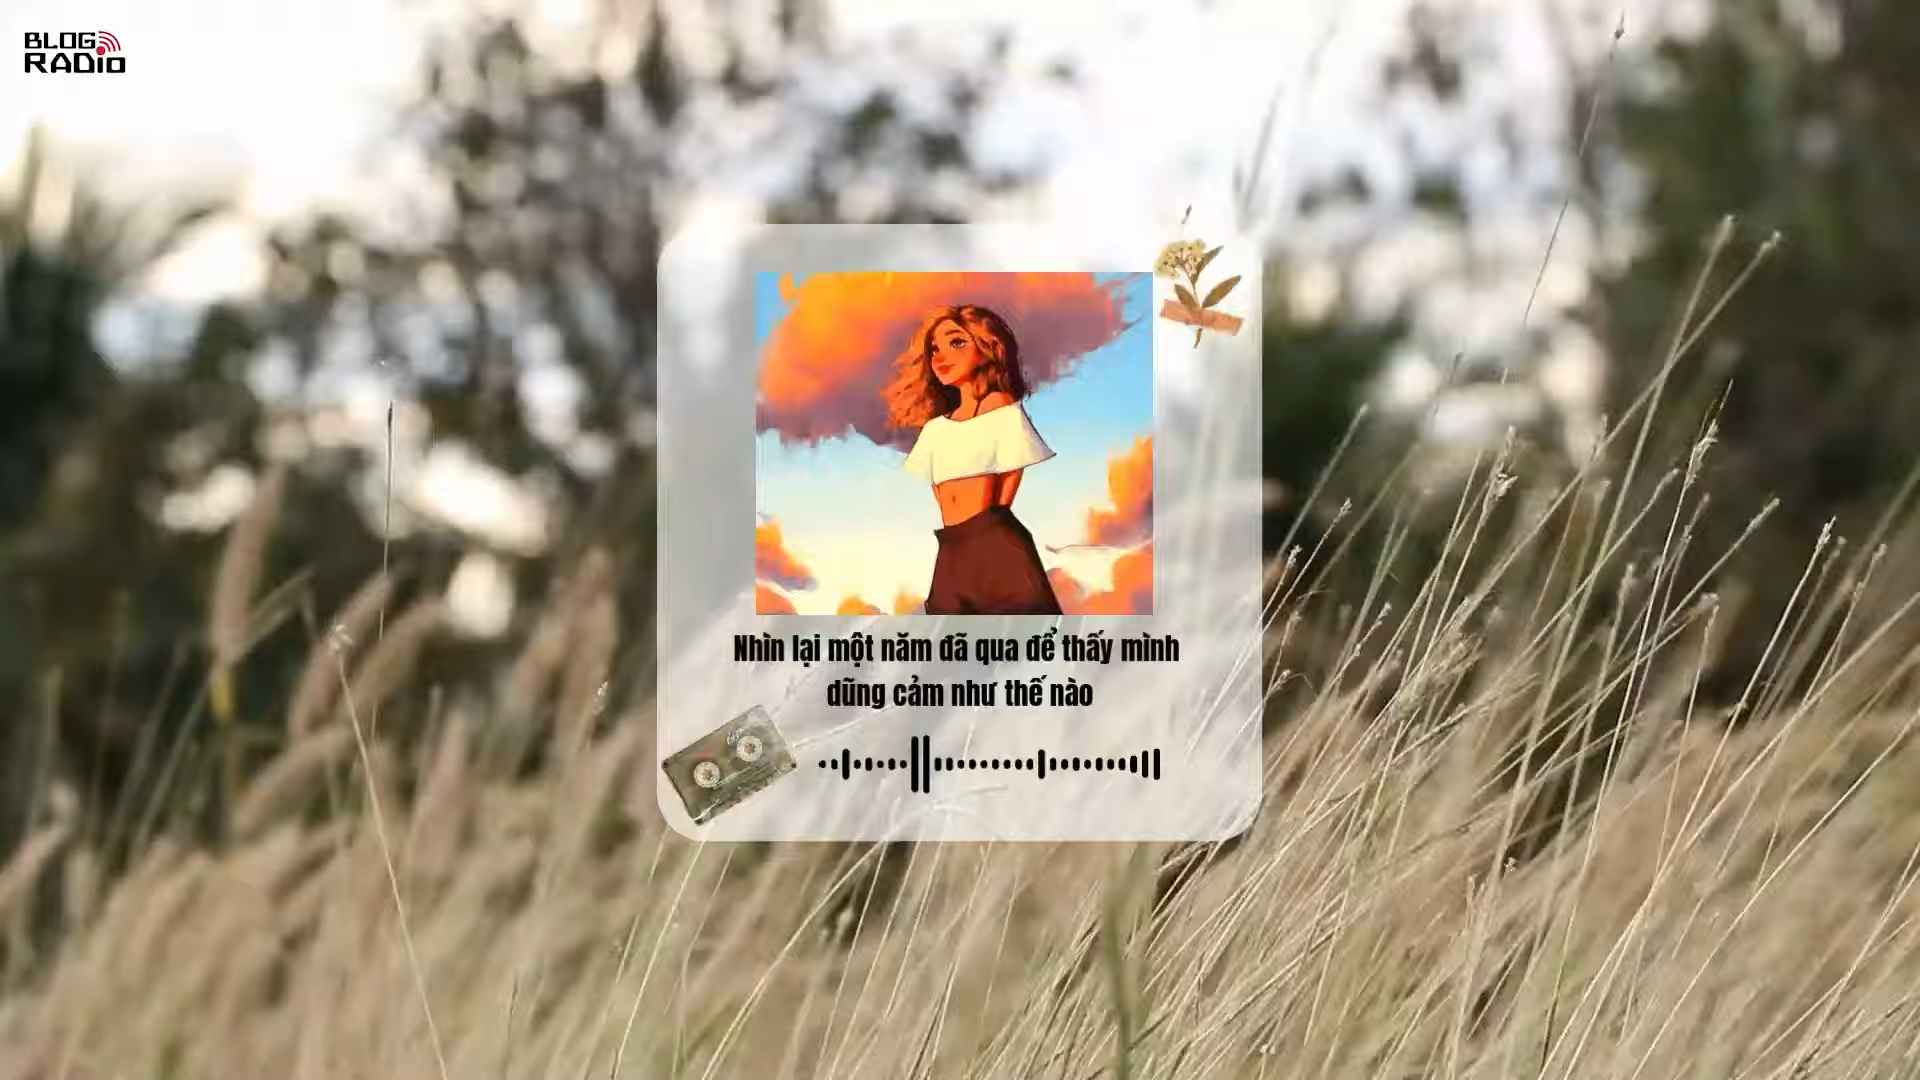 BLOG
RADIO
Nhìn lại một năm đã qua để thấy mình
dũng cảm như thế nào